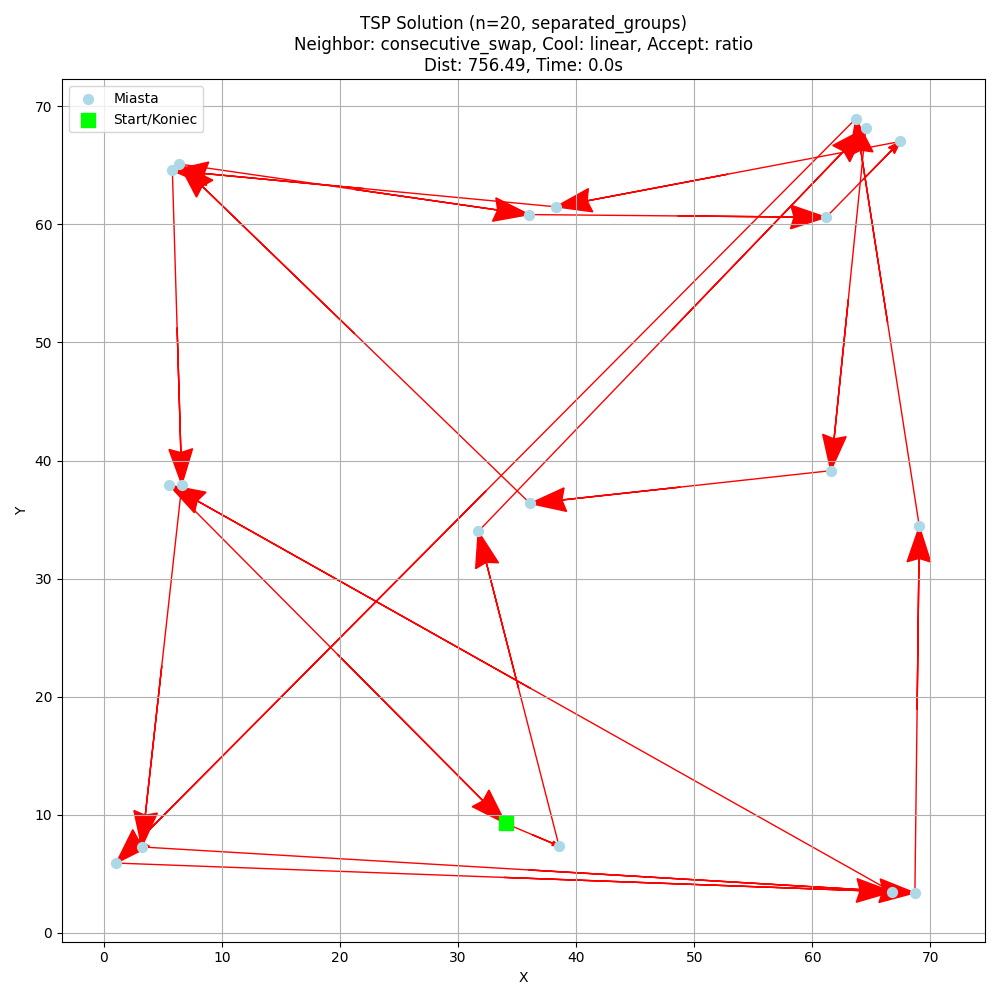 TSP Solution (n=20, separated_groups)
Neighbor: consecutive_swap, Cool: linear, Accept: ratio
Dist: 756.49, Time: 0.0s
Miasta
Start/Koniec
70
60
50
40
30
20
10
0
Y
0 10 20 30 40 50 60 70
X